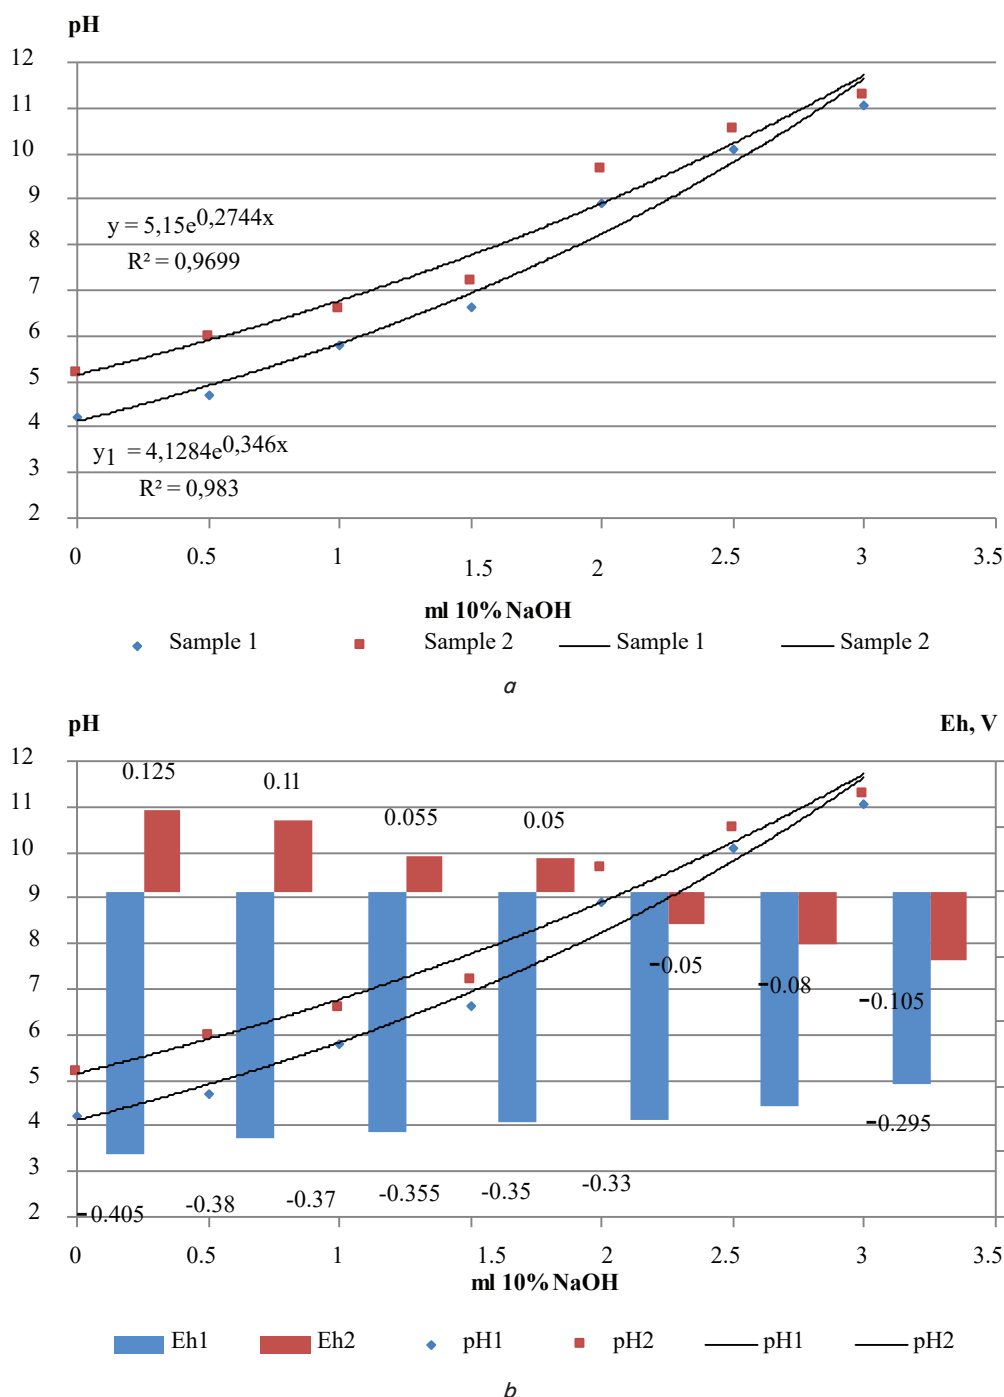 pH
12
11
10
9
8
7
6
5
4
3
2
y = 5,15e^0,2744x
R² = 0,9699
y₁ = 4,1284e^0,346x
R² = 0,983
0 0.5 1 1.5 2 2.5 3 3.5
ml 10% NaOH
Sample 1 Sample 2 Sample 1 Sample 2
a
pH Eh, V
12
11
10
9
8
7
6
5
4
3
2
0.125 0.11 0.055 0.05
−0.05 −0.08 −0.105
−0.295
−0.405 -0.38 -0.37 -0.355 -0.35 -0.33
0 0.5 1 1.5 2 2.5 3 3.5
ml 10% NaOH
Eh1 Eh2 pH1 pH2 pH1 pH2
b